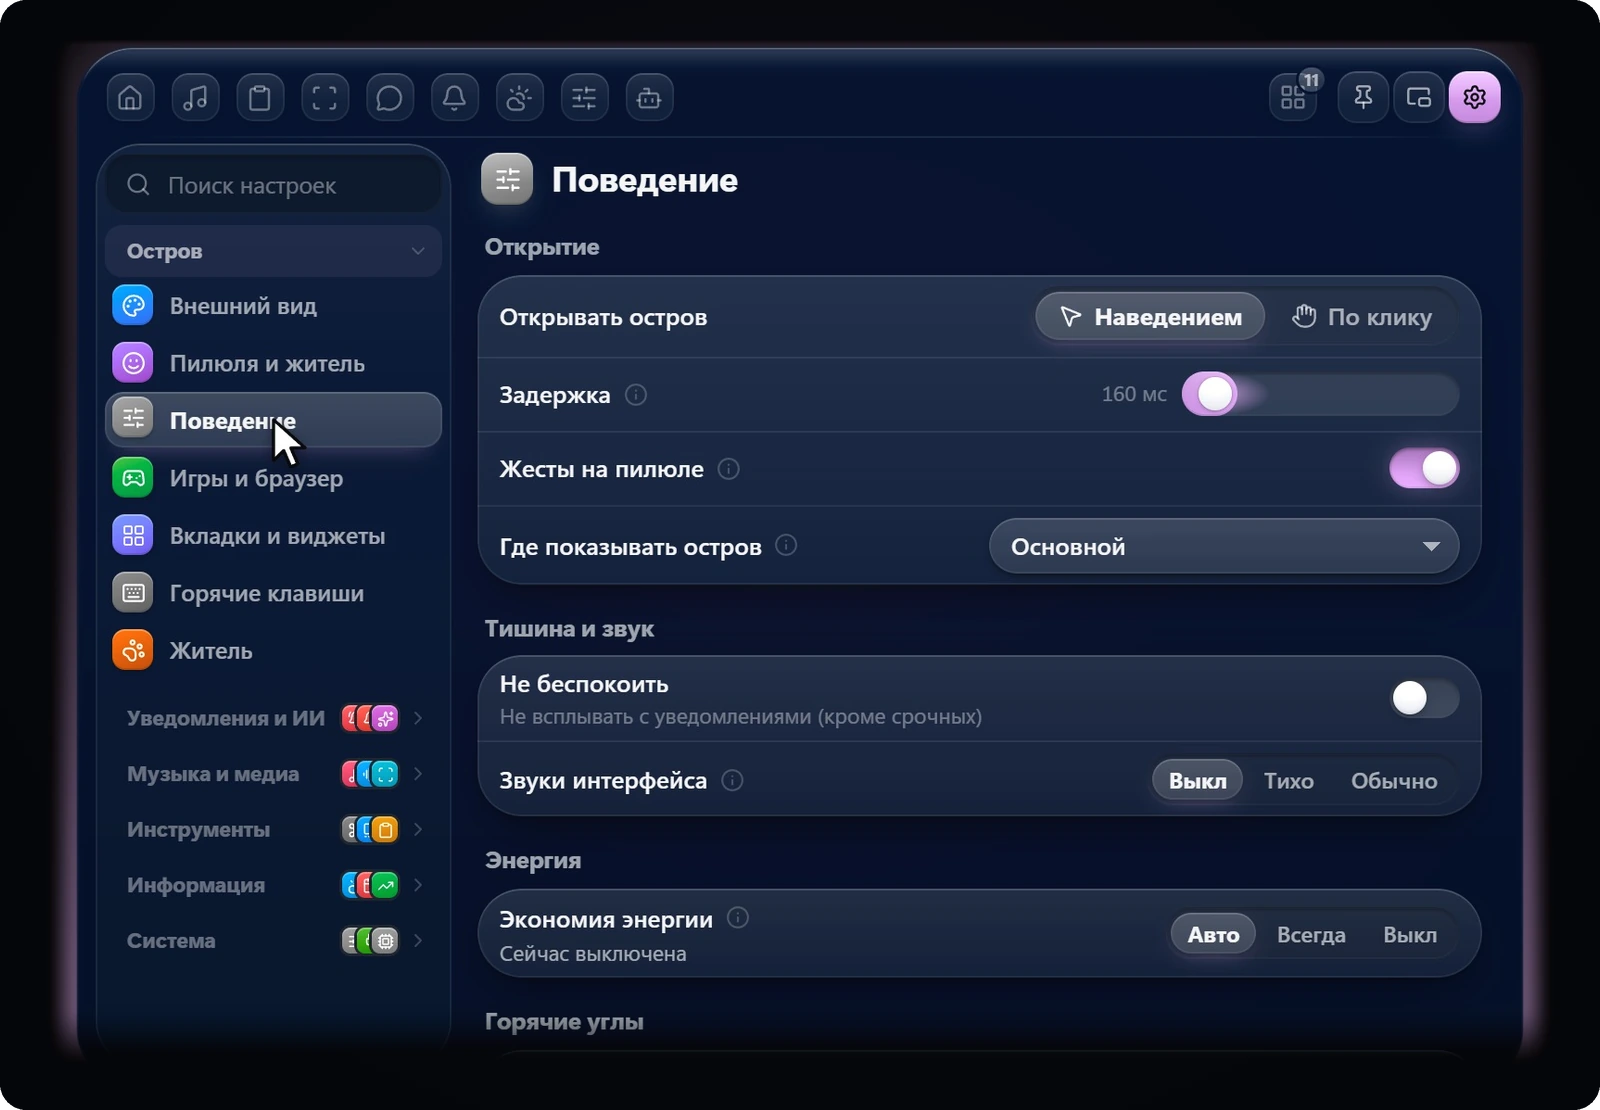 11
Поиск настроек
Остров
Внешний вид
Пилюля и житель
Поведение
Игры и браузер
Вкладки и виджеты
Горячие клавиши
Житель
Уведомления и ИИ
Музыка и медиа
Инструменты
Информация
Система
Поведение
Открытие
Открывать остров
Наведением
По клику
Задержка
160 мс
Жесты на пилюле
Где показывать остров
Основной
Тишина и звук
Не беспокоить
Не всплывать с уведомлениями (кроме срочных)
Звуки интерфейса
Выкл
Тихо
Обычно
Энергия
Экономия энергии
Сейчас выключена
Авто
Всегда
Выкл
Горячие углы